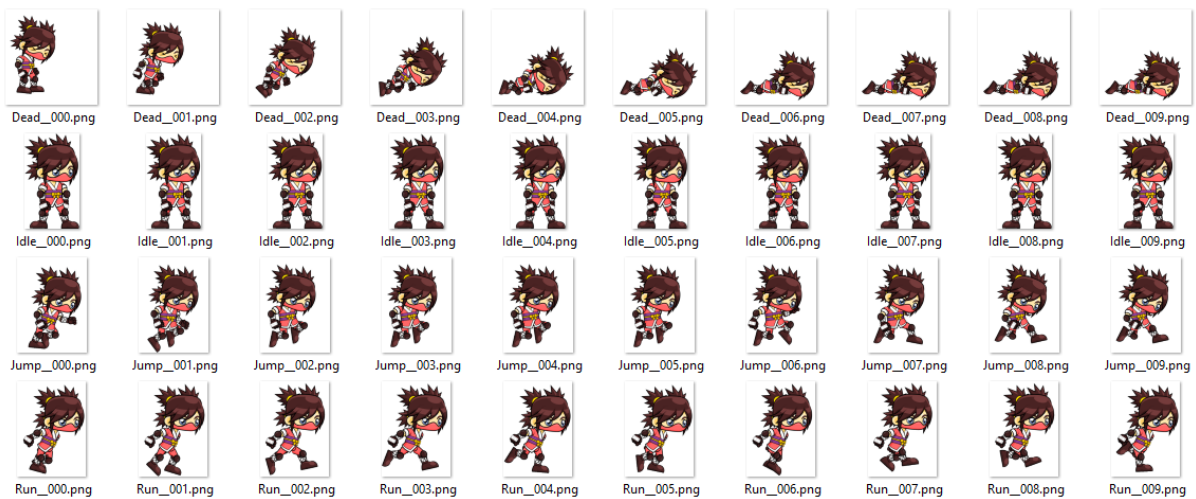 Dead__000.png Dead__001.png Dead__002.png Dead__003.png Dead__004.png Dead__005.png Dead__006.png Dead__007.png Dead__008.png Dead__009.png
Idle__000.png Idle__001.png Idle__002.png Idle__003.png Idle__004.png Idle__005.png Idle__006.png Idle__007.png Idle__008.png Idle__009.png
Jump__000.png Jump__001.png Jump__002.png Jump__003.png Jump__004.png Jump__005.png Jump__006.png Jump__007.png Jump__008.png Jump__009.png
Run__000.png Run__001.png Run__002.png Run__003.png Run__004.png Run__005.png Run__006.png Run__007.png Run__008.png Run__009.png